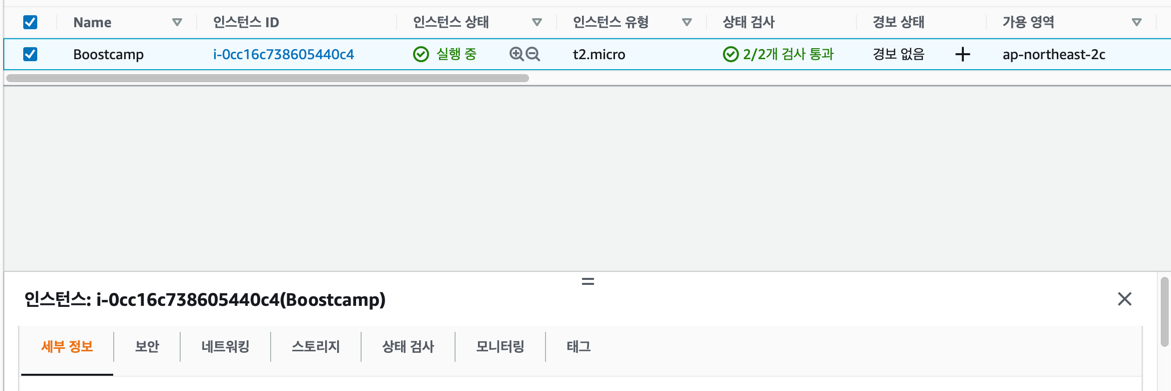 Name 인스턴스 ID 인스턴스 상태 인스턴스 유형 상태 검사 경보 상태 가용 영역
Boostcamp i-0cc16c738605440c4 실행 중 t2.micro 2/2개 검사 통과 경보 없음 + ap-northeast-2c
인스턴스: i-0cc16c738605440c4(Boostcamp)
세부 정보 보안 네트워킹 스토리지 상태 검사 모니터링 태그